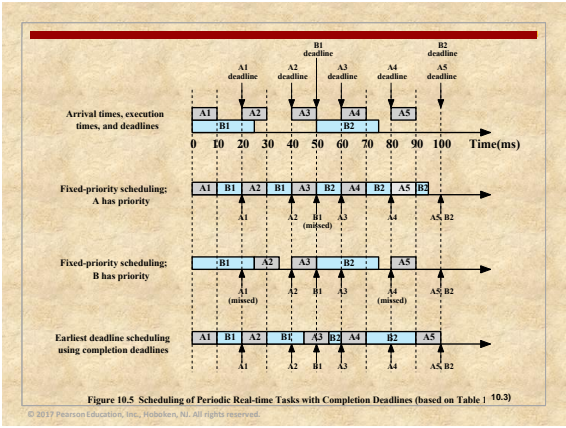 B1 B2
deadline deadline
A1 A2 A3 A4 A5
deadline deadline deadline deadline deadline
Arrival times, execution
times, and deadlines
A1 A2 A3 A4 A5
B1 B2
0 10 20 30 40 50 60 70 80 90 100 Time(ms)
Fixed-priority scheduling;
A has priority
A1 B1 A2 B1 A3 B2 A4 B2 A5 B2
A1 A2 B1 A3 A4 A5, B2
(missed)
Fixed-priority scheduling;
B has priority
B1 A2 A3 B2 A5
A1 A2 B1 A3 A4 A5, B2
(missed) (missed)
Earliest deadline scheduling
using completion deadlines
A1 B1 A2 B1 A3 B2 A4 B2 A5
A1 A2 B1 A3 A4 A5, B2
Figure 10.5 Scheduling of Periodic Real-time Tasks with Completion Deadlines (based on Table 1 10.3)
© 2017 Pearson Education, Inc., Hoboken, NJ. All rights reserved.